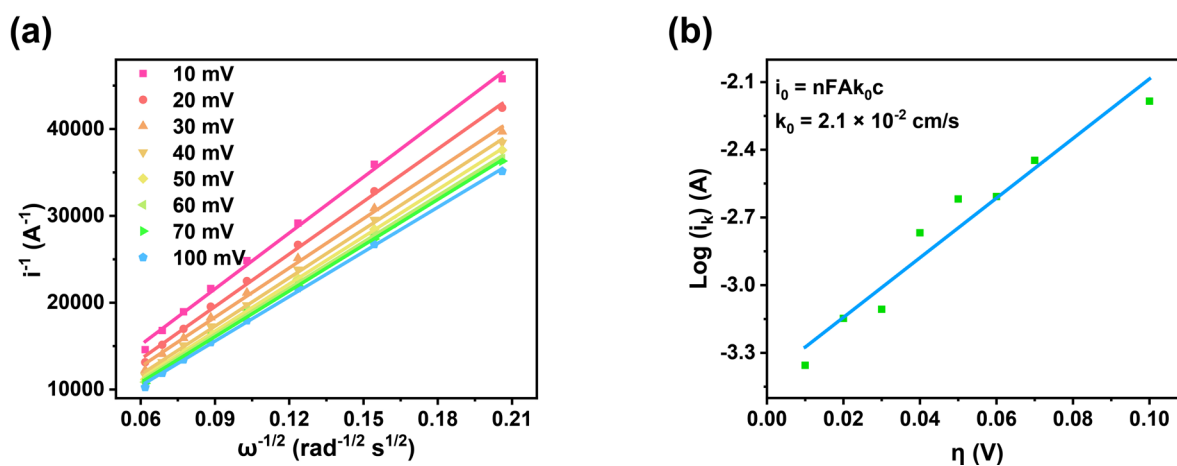 (a)
10 mV
20 mV
30 mV
40 mV
50 mV
60 mV
70 mV
100 mV
40000
30000
20000
10000
0.06
0.09
0.12
0.15
0.18
0.21
i⁻¹ (A⁻¹)
ω⁻¹/² (rad⁻¹/² s¹/²)
(b)
i₀ = nFAk₀c
k₀ = 2.1 × 10⁻² cm/s
-2.1
-2.4
-2.7
-3.0
-3.3
0.00
0.02
0.04
0.06
0.08
0.10
Log (iₖ) (A)
η (V)